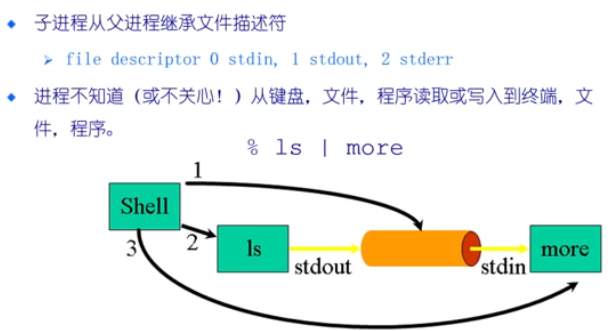 子进程从父进程继承文件描述符
file descriptor 0 stdin, 1 stdout, 2 stderr
进程不知道（或不关心！）从键盘，文件，程序读取或写入到终端，文
件，程序。
% ls | more
1
Shell
3
2
ls
stdout
stdin
more